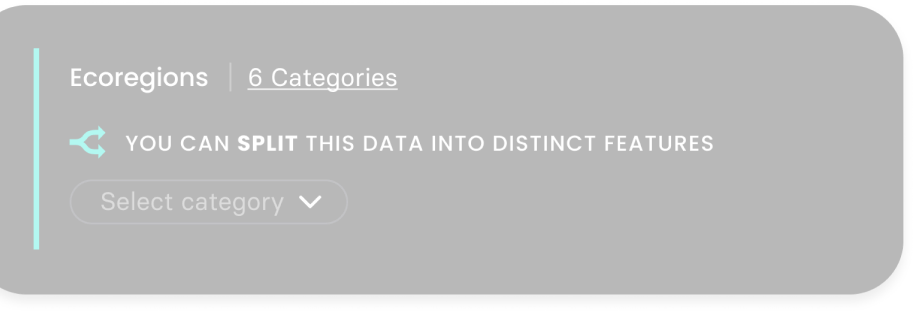 Ecoregions | 6 Categories
YOU CAN SPLIT THIS DATA INTO DISTINCT FEATURES
Select category